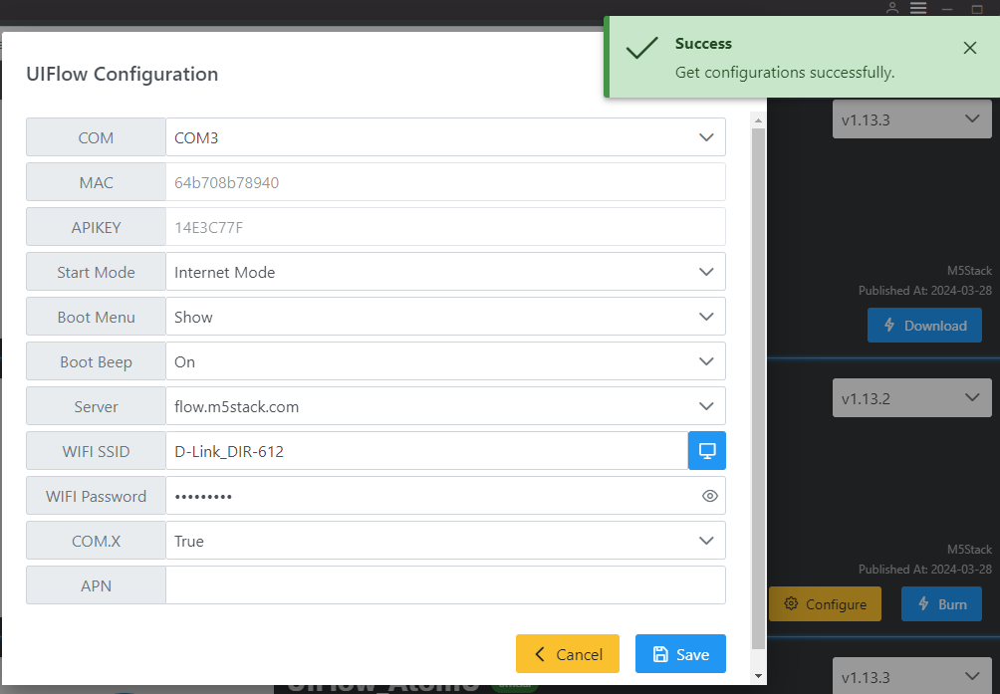 Success
Get configurations successfully.
UIFlow Configuration
COM COM3
MAC 64b708b78940
APIKEY 14E3C77F
Start Mode Internet Mode
Boot Menu Show
Boot Beep On
Server flow.m5stack.com
WIFI SSID D-Link_DIR-612
WIFI Password •••••••••
COM.X True
APN
Cancel Save
v1.13.3
M5Stack
Published At: 2024-03-28
Download
v1.13.2
M5Stack
Published At: 2024-03-28
Configure Burn
v1.13.3